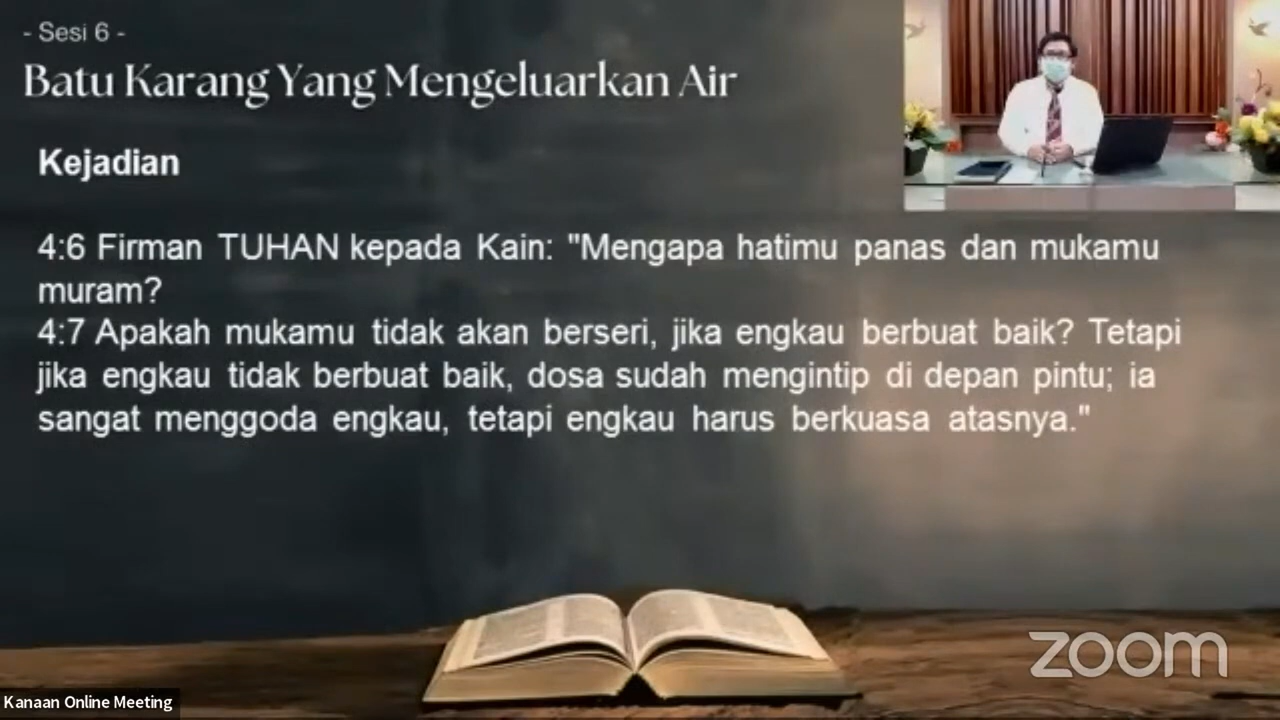 - Sesi 6 -
Batu Karang Yang Mengeluarkan Air
Kejadian
4:6 Firman TUHAN kepada Kain: "Mengapa hatimu panas dan mukamu
muram?
4:7 Apakah mukamu tidak akan berseri, jika engkau berbuat baik? Tetapi
jika engkau tidak berbuat baik, dosa sudah mengintip di depan pintu; ia
sangat menggoda engkau, tetapi engkau harus berkuasa atasnya."
zoom
Kanaan Online Meeting